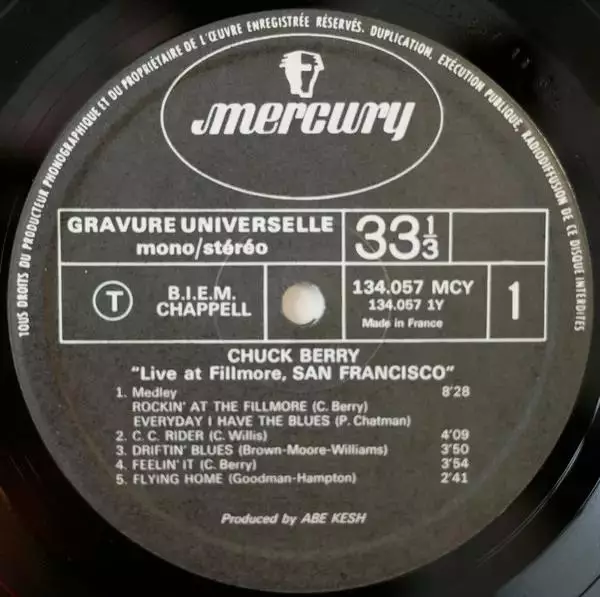 TOUS DROITS DU PRODUCTEUR PHONOGRAPHIQUE ET DU PROPRIÉTAIRE DE L'ŒUVRE ENREGISTRÉE RÉSERVÉS. DUPLICATION, EXÉCUTION PUBLIQUE, RADIODIFFUSION DE CE DISQUE INTERDITES
mercury
GRAVURE UNIVERSELLE
mono/stéréo
33 1/3
T
B.I.E.M.
CHAPPELL
134.057 MCY
134.057 1Y
Made in France
1
CHUCK BERRY
"Live at Fillmore, SAN FRANCISCO"
1. Medley 8'28
ROCKIN' AT THE FILLMORE (C. Berry)
EVERYDAY I HAVE THE BLUES (P. Chatman)
2. C. C. RIDER (C. Willis) 4'09
3. DRIFTIN' BLUES (Brown-Moore-Williams) 3'50
4. FEELIN' IT (C. Berry) 3'54
5. FLYING HOME (Goodman-Hampton) 2'41
Produced by ABE KESH